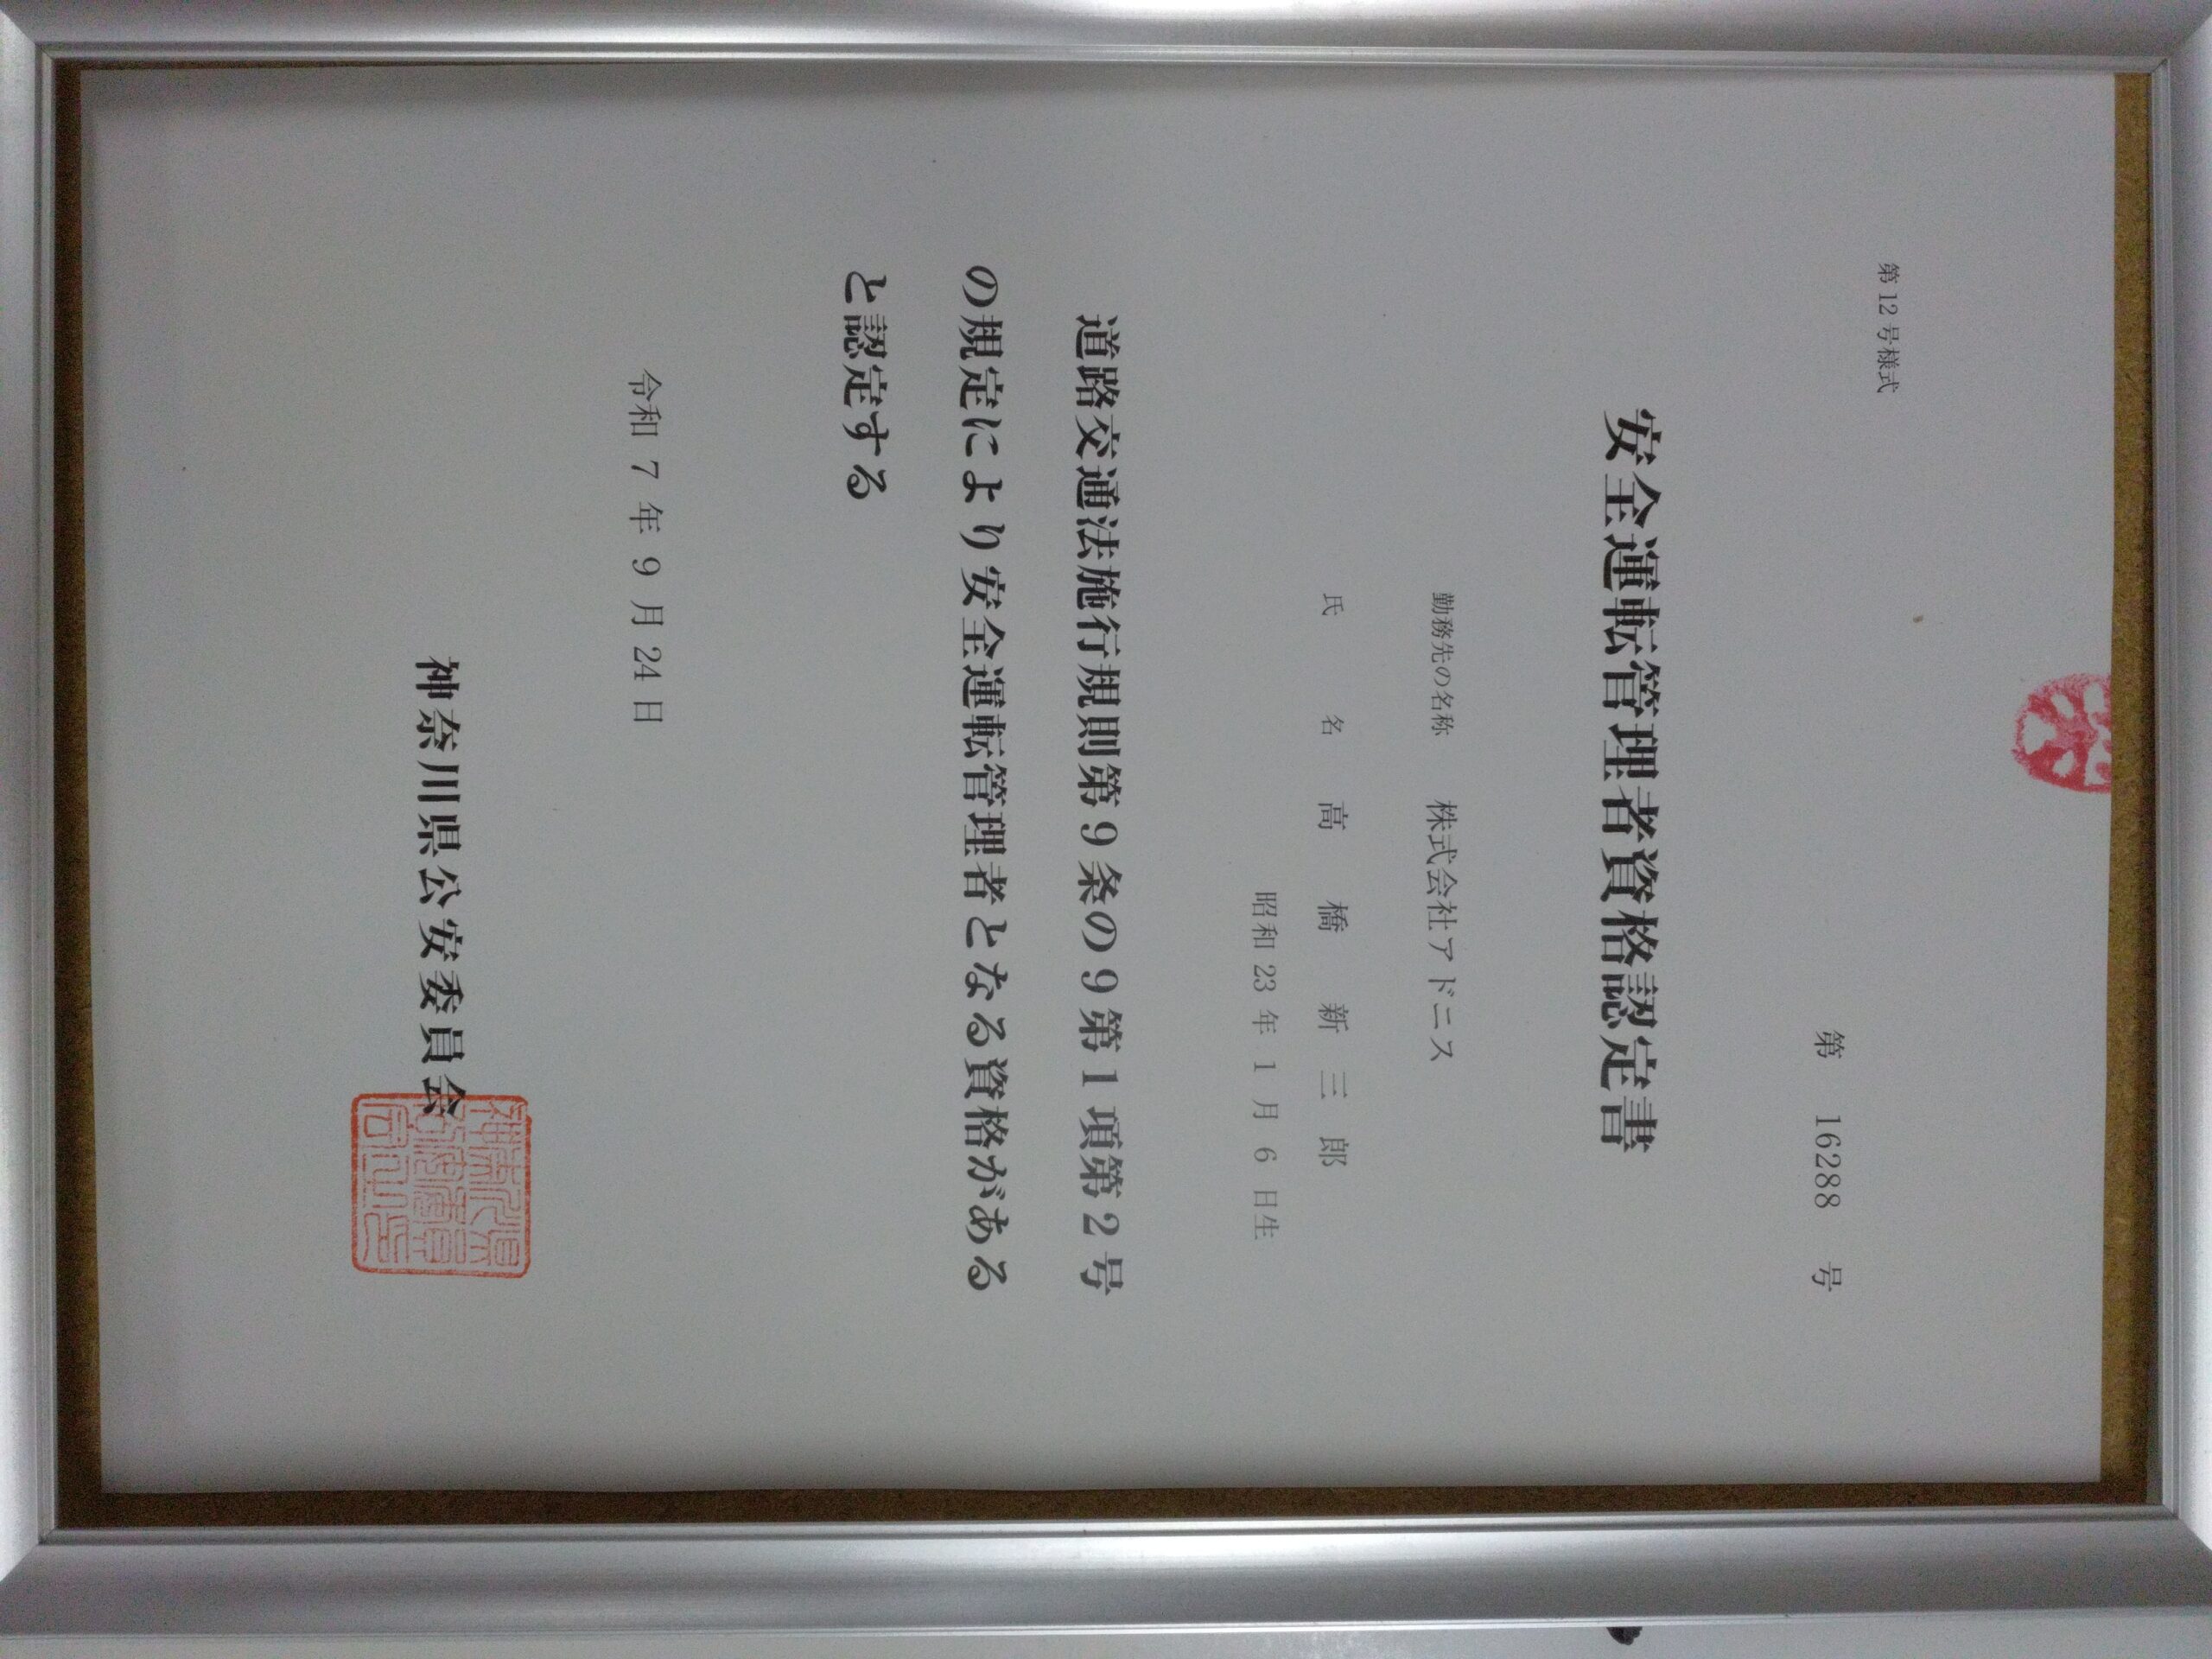 第12号様式
第 16288 号
安全運転管理者資格認定書
勤務先の名称 株式会社アドニス
氏 名 高 橋 新 三 郎
昭和 23 年 1 月 6 日生
道路交通法施行規則第9条の9第1項第2号
の規定により安全運転管理者となる資格がある
と認定する
令和 7 年 9 月 24 日
神奈川県公安委員会